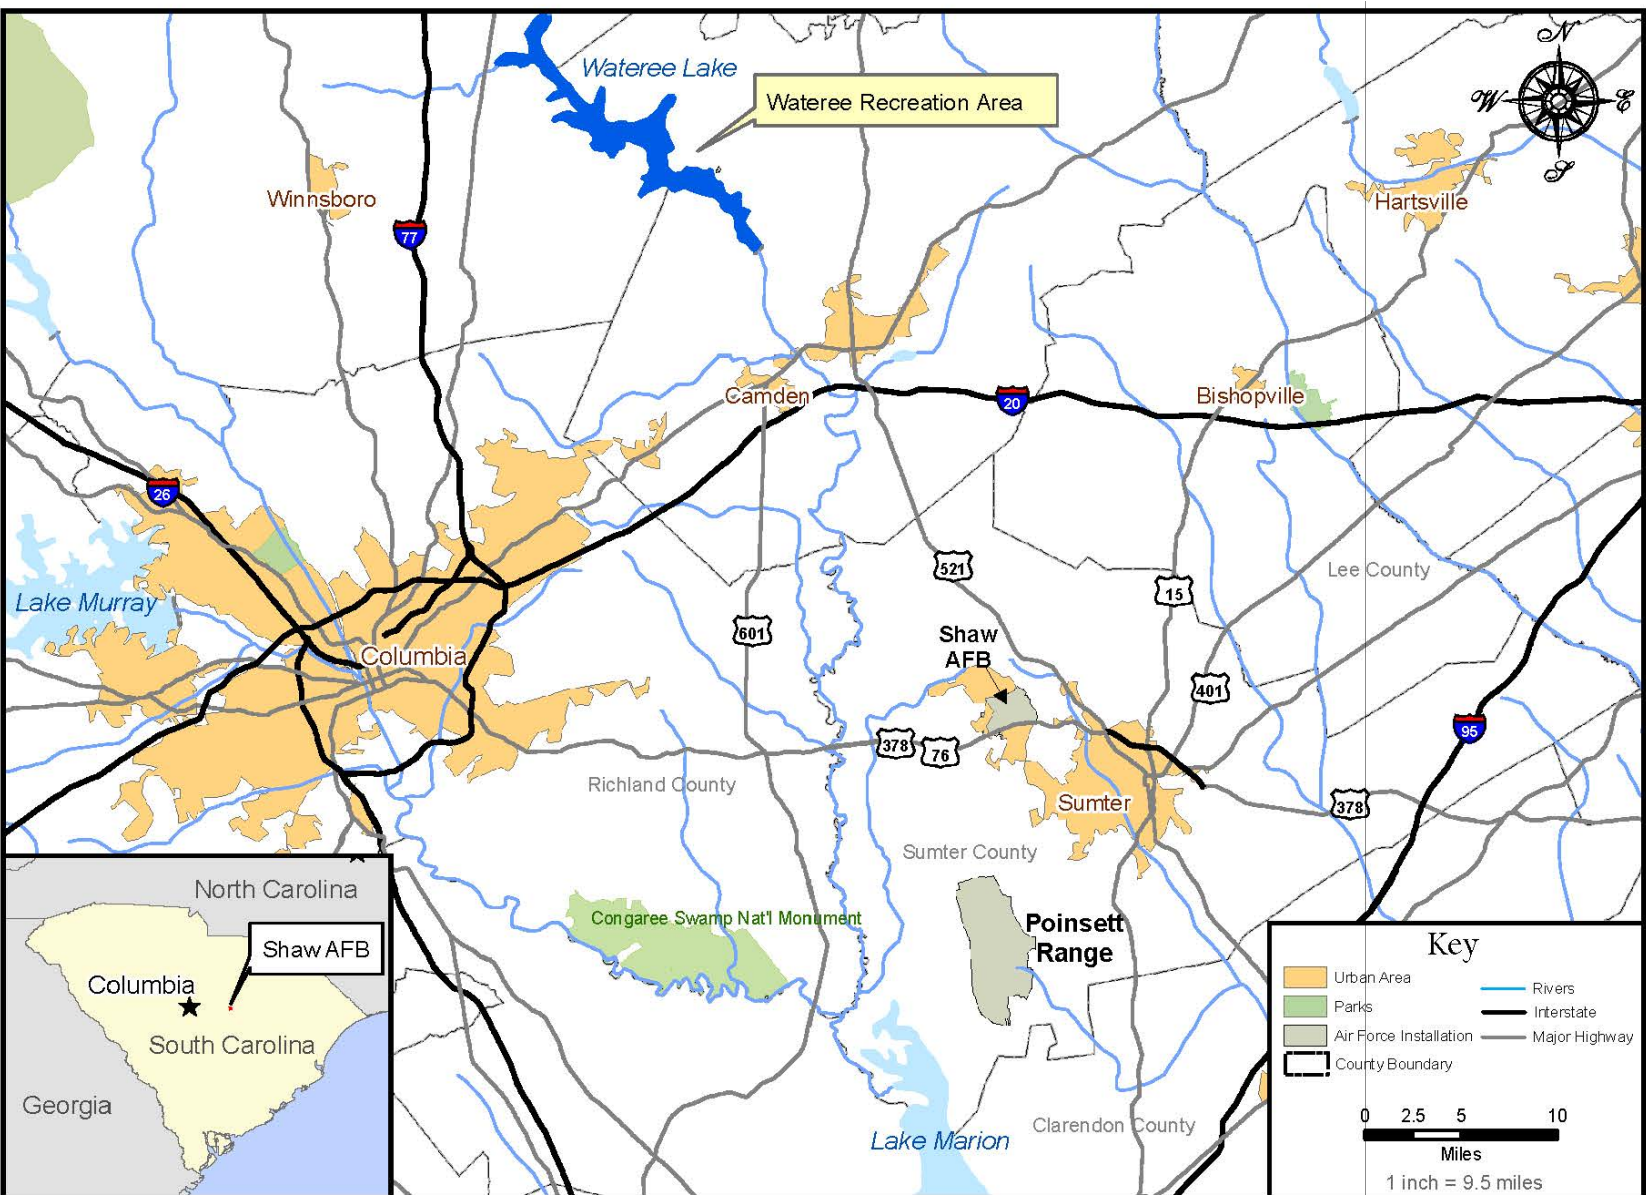 N
W
E
S
Wateree Lake
Wateree Recreation Area
Winnsboro
77
Hartsville
Camden
20
Bishopville
26
Lake Murray
521
15
Lee County
601
Shaw
AFB
Columbia
401
378
76
95
Richland County
Sumter
378
Sumter County
Congaree Swamp Nat'l Monument
Poinsett
Range
Lake Marion
Clarendon County
North Carolina
Shaw AFB
Columbia
South Carolina
Georgia
Key
Urban Area
Parks
Air Force Installation
County Boundary
Rivers
Interstate
Major Highway
0 2.5 5 10
Miles
1 inch = 9.5 miles